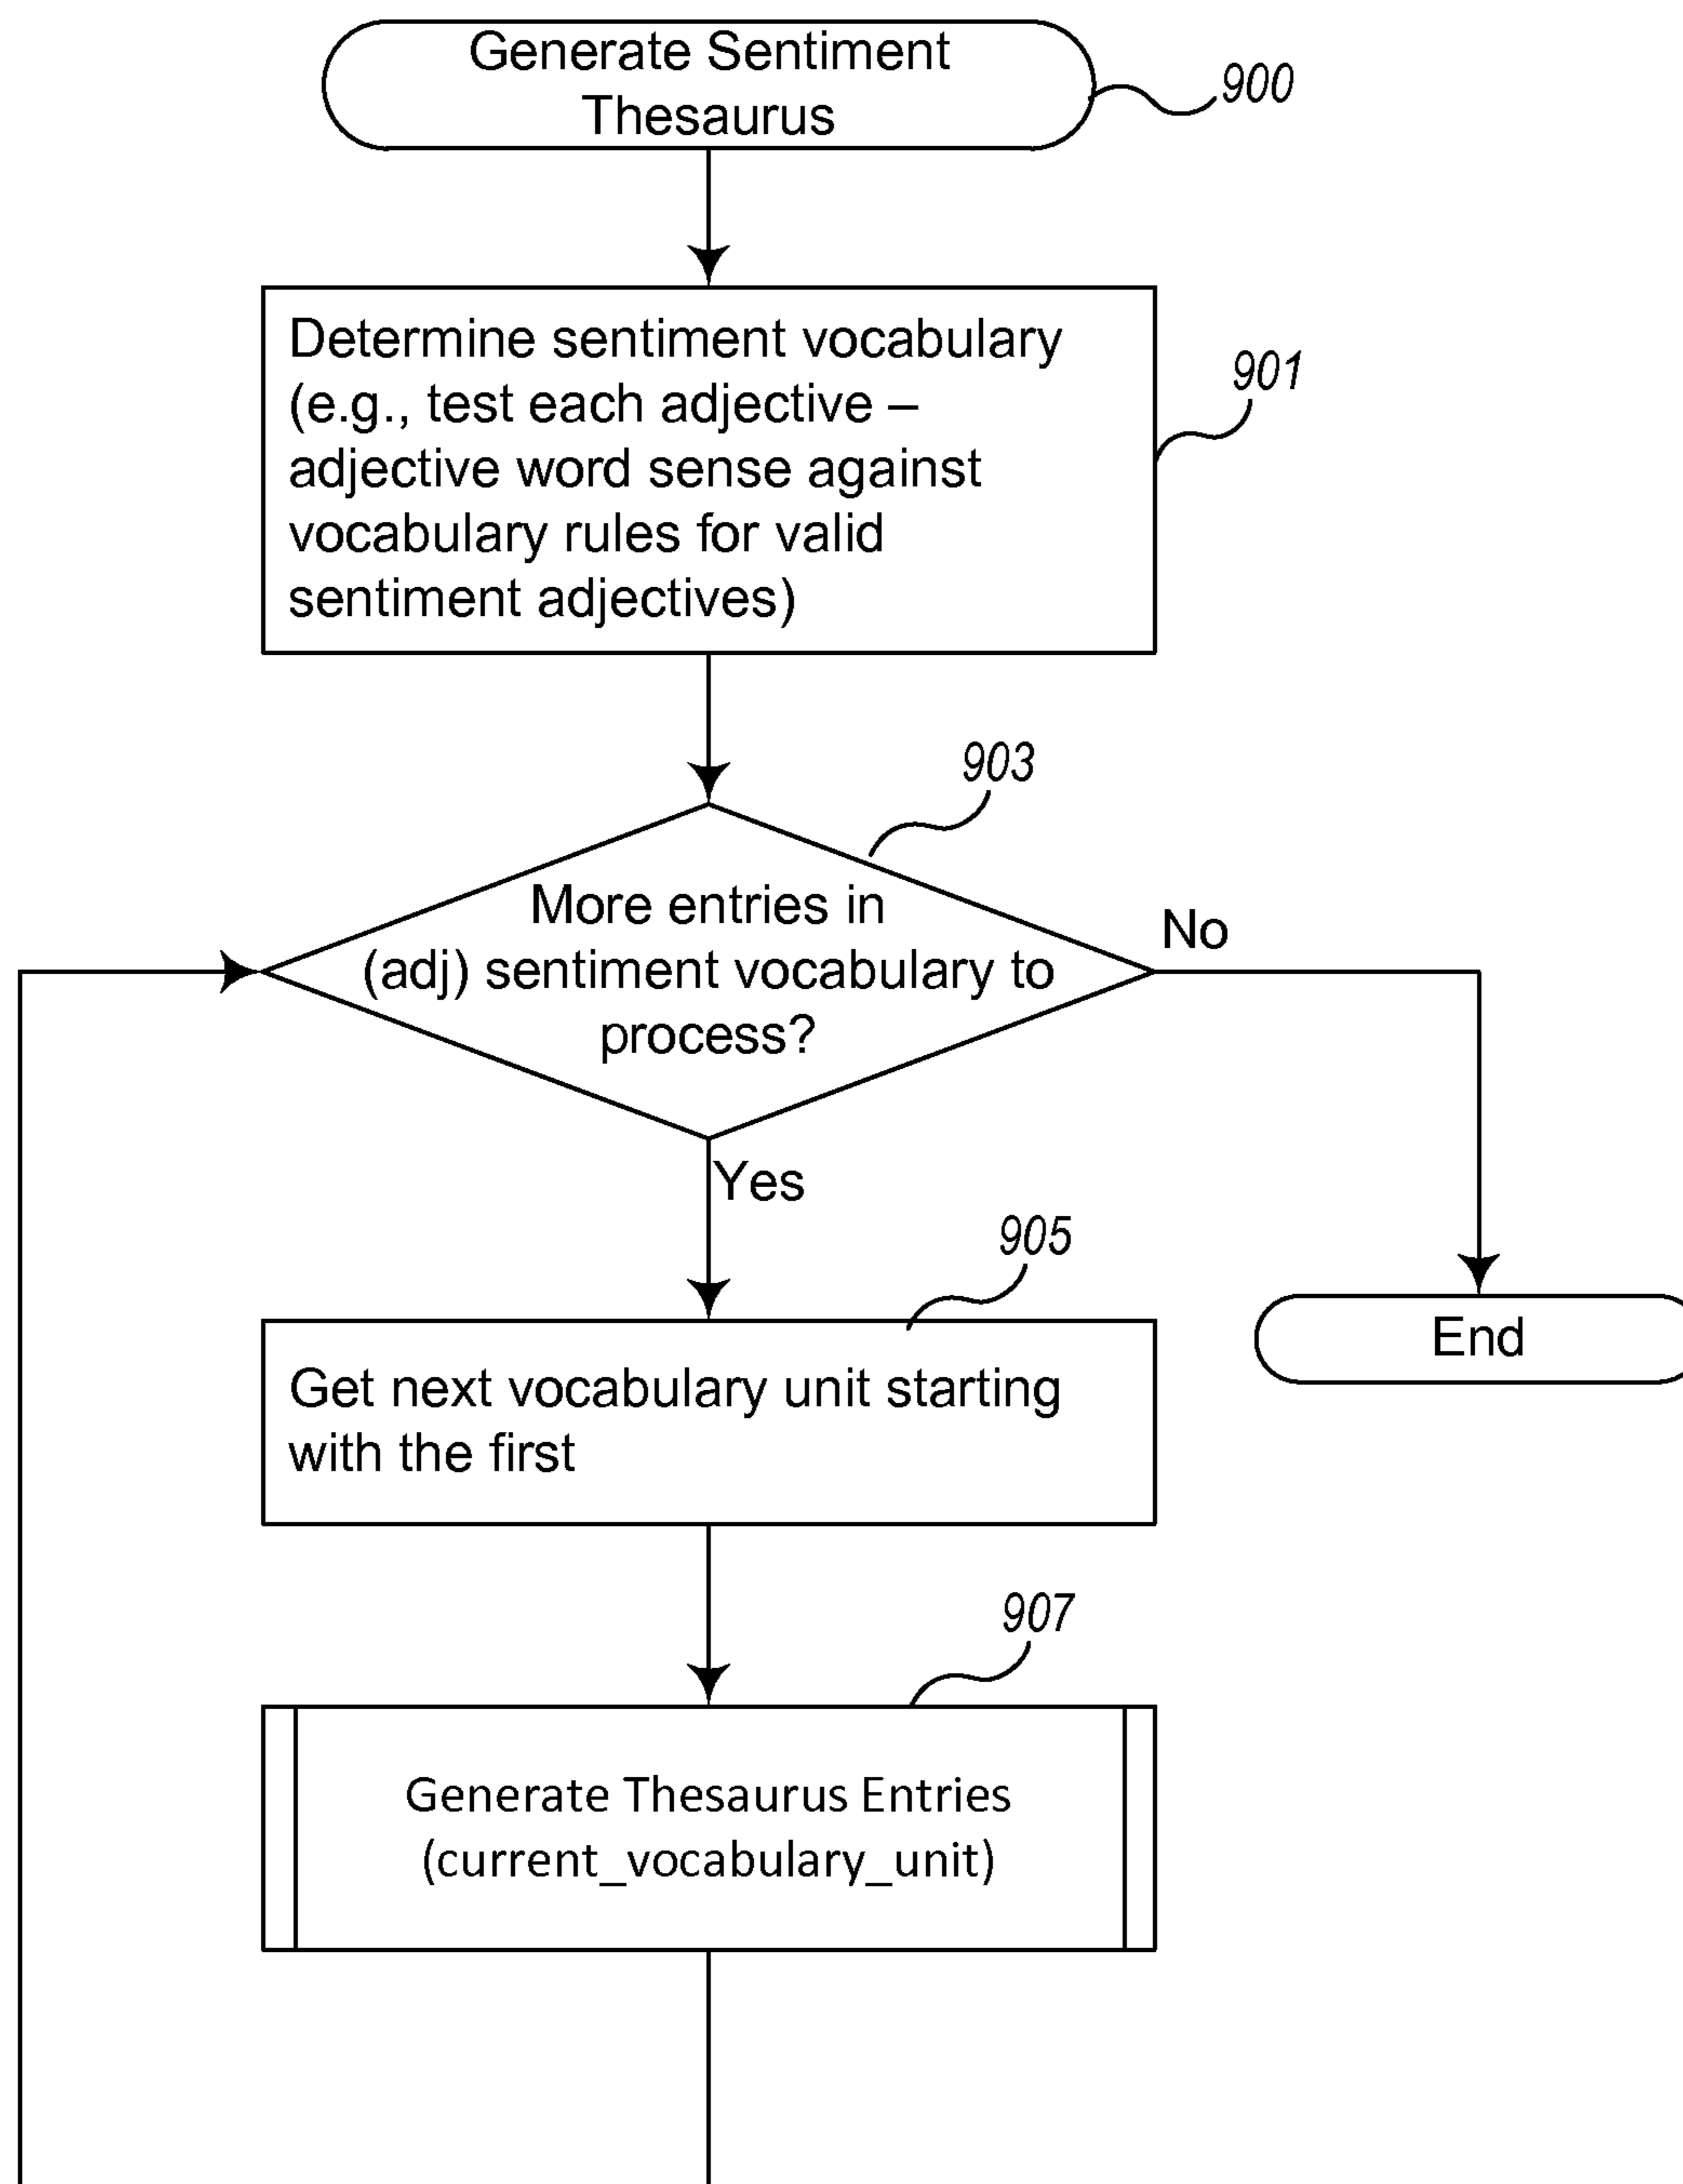 Generate Sentiment
Thesaurus
900
Determine sentiment vocabulary
(e.g., test each adjective –
adjective word sense against
vocabulary rules for valid
sentiment adjectives)
901
903
More entries in
(adj) sentiment vocabulary to
process?
No
Yes
905
End
Get next vocabulary unit starting
with the first
907
Generate Thesaurus Entries
(current_vocabulary_unit)